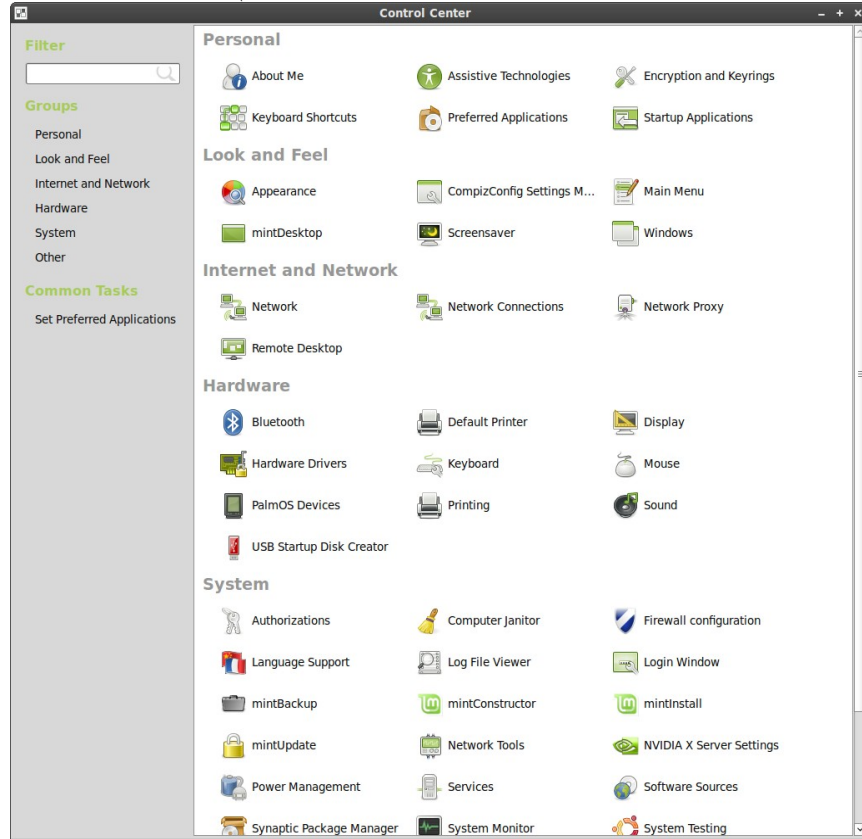 Control Center
Filter
Groups
Personal
Look and Feel
Internet and Network
Hardware
System
Other
Common Tasks
Set Preferred Applications
Personal
About Me
Assistive Technologies
Encryption and Keyrings
Keyboard Shortcuts
Preferred Applications
Startup Applications
Look and Feel
Appearance
CompizConfig Settings M...
Main Menu
mintDesktop
Screensaver
Windows
Internet and Network
Network
Network Connections
Network Proxy
Remote Desktop
Hardware
Bluetooth
Default Printer
Display
Hardware Drivers
Keyboard
Mouse
PalmOS Devices
Printing
Sound
USB Startup Disk Creator
System
Authorizations
Computer Janitor
Firewall configuration
Language Support
Log File Viewer
Login Window
mintBackup
mintConstructor
mintInstall
mintUpdate
Network Tools
NVIDIA X Server Settings
Power Management
Services
Software Sources
Synaptic Package Manager
System Monitor
System Testing